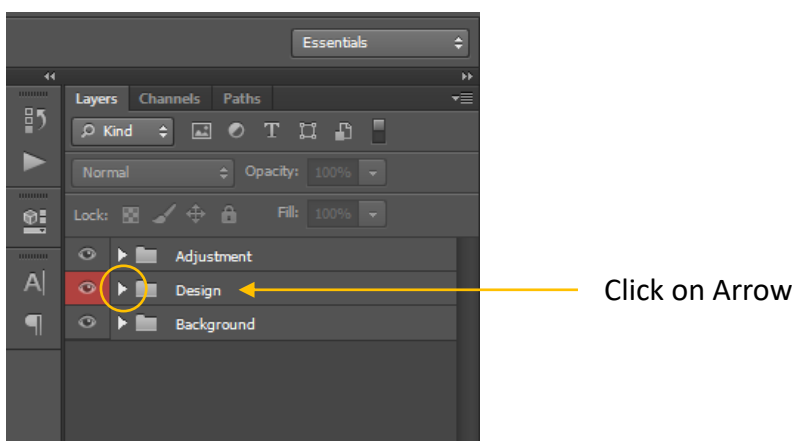 Essentials
Layers Channels Paths
Kind T
Normal Opacity: 100%
Lock: Fill: 100%
Adjustment
A Design Click on Arrow
Background